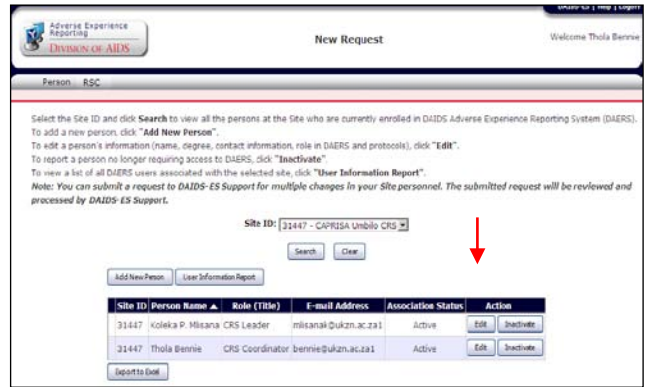 DAIDS-ES | Help | Logoff
Adverse Experience
Reporting
DIVISION OF AIDS
New Request
Welcome Thola Bennie
Person RSC
Select the Site ID and click Search to view all the persons at the Site who are currently enrolled in DAIDS Adverse Experience Reporting System (DAERS).
To add a new person, click "Add New Person".
To edit a person's information (name, degree, contact information, role in DAERS and protocols), click "Edit".
To report a person no longer requiring access to DAERS, click "Inactivate".
To view a list of all DAERS users associated with the selected site, click "User Information Report".
Note: You can submit a request to DAIDS-ES Support for multiple changes in your Site personnel. The submitted request will be reviewed and
processed by DAIDS-ES Support.
Site ID: 31447 - CAPRISA Umbilo CRS
Search Clear
Add New Person User Information Report
Site ID Person Name Role (Title) E-mail Address Association Status Action
31447 Koleka P. Mlisana CRS Leader mlisanak@ukzn.ac.za1 Active Edit Inactivate
31447 Thola Bennie CRS Coordinator bennie@ukzn.ac.za1 Active Edit Inactivate
Export to Excel